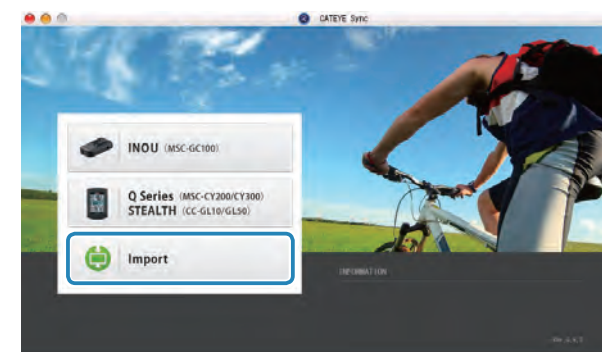 CATEYE Sync
INOU (MSC-GC100)
Q Series (MSC-CY200/CY300)
STEALTH (CC-GL10/GL50)
Import
INFORMATION